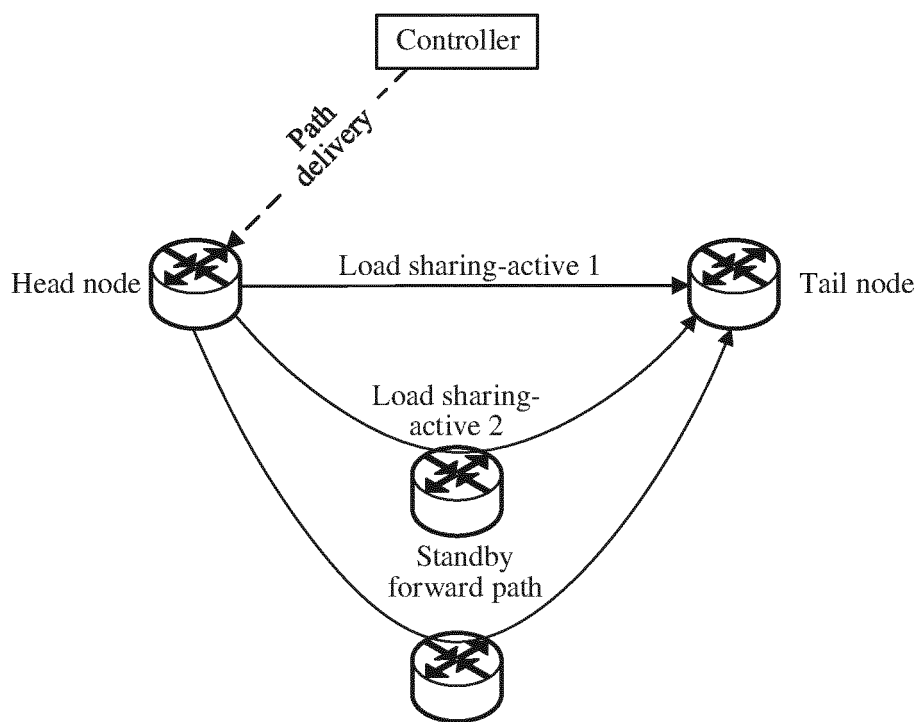 Controller
Path
delivery
Load sharing-active 1
Head node
Tail node
Load sharing-
active 2
Standby
forward path